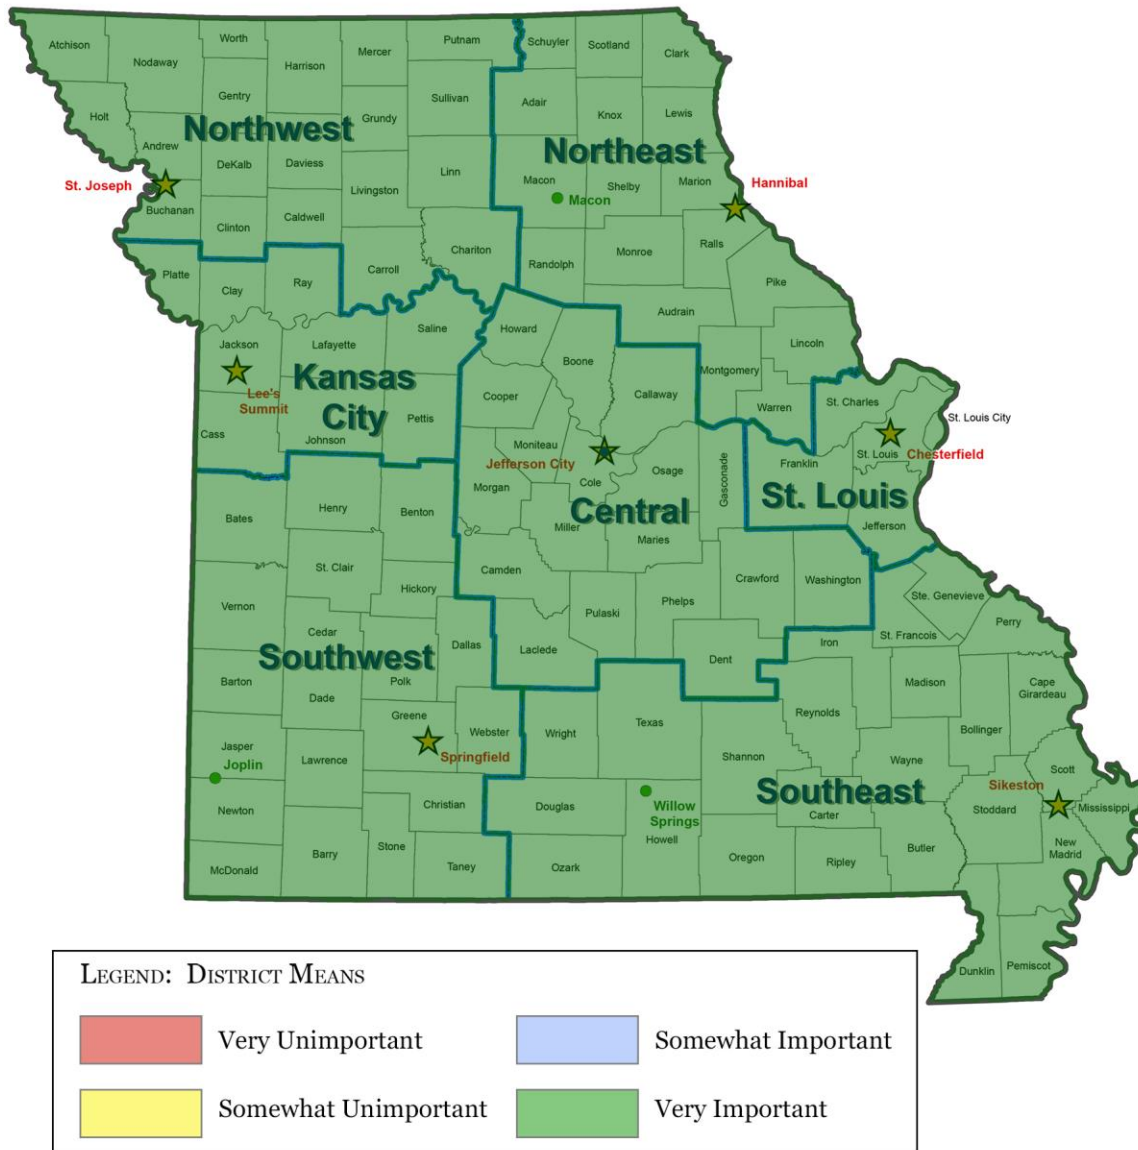 Atchison
Nodaway
Worth
Harrison
Mercer
Putnam
Schuyler
Scotland
Clark
Holt
Gentry
Sullivan
Adair
Knox
Lewis
Andrew
Northwest
Grundy
Northeast
DeKalb
Daviess
Linn
Macon
Shelby
Marion
Hannibal
St. Joseph
Livingston
Macon
Buchanan
Clinton
Caldwell
Chariton
Randolph
Monroe
Ralls
Platte
Clay
Ray
Carroll
Pike
Saline
Howard
Audrain
Jackson
Lafayette
Boone
Lincoln
Kansas
City
Montgomery
Lee's
Summit
Cooper
Callaway
Warren
St. Charles
St. Louis City
Cass
Johnson
Pettis
Moniteau
Jefferson City
Cole
Osage
Gasconade
Franklin
St. Louis
Chesterfield
Morgan
St. Louis
Bates
Henry
Benton
Miller
Central
Maries
Jefferson
St. Clair
Camden
Crawford
Washington
Hickory
Pulaski
Phelps
Ste. Genevieve
Vernon
Cedar
Dallas
Laclede
Dent
Iron
St. Francois
Perry
Southwest
Polk
Barton
Dade
Madison
Cape
Girardeau
Greene
Webster
Wright
Texas
Reynolds
Bollinger
Jasper
Joplin
Lawrence
Springfield
Shannon
Wayne
Scott
Southeast
Sikeston
Newton
Christian
Douglas
Willow
Springs
Howell
Carter
Stoddard
Mississippi
McDonald
Barry
Stone
Taney
Ozark
Oregon
Ripley
Butler
New
Madrid
Dunklin
Pemiscot
LEGEND: DISTRICT MEANS
Very Unimportant
Somewhat Important
Somewhat Unimportant
Very Important